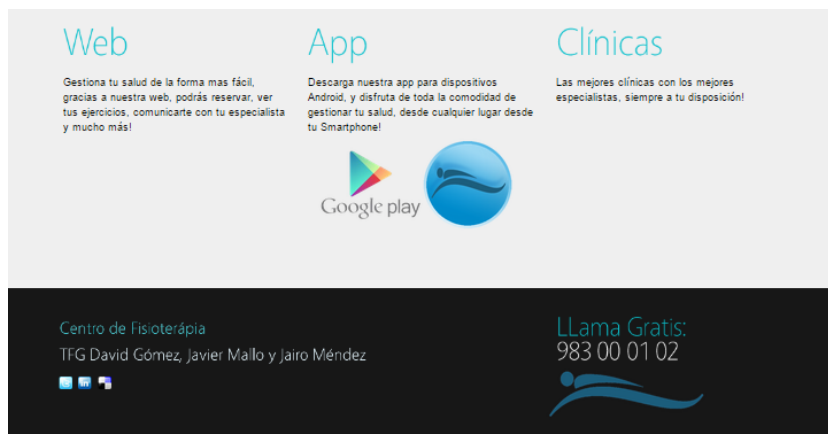 Web
Gestiona tu salud de la forma mas fácil,
gracias a nuestra web, podrás reservar, ver
tus ejercicios, comunicarte con tu especialista
y mucho más!
App
Descarga nuestra app para dispositivos
Android, y disfruta de toda la comodidad de
gestionar tu salud, desde cualquier lugar desde
tu Smartphone!
Google play
Clínicas
Las mejores clínicas con los mejores
especialistas, siempre a tu disposición!
Centro de Fisioterápia
TFG David Gómez, Javier Mallo y Jairo Méndez
in
LLama Gratis:
983 00 01 02